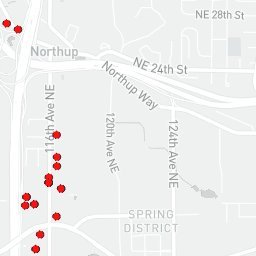 NE 28th St
Northup
NE 24th St
Northup Way
116th Ave NE
120th Ave NE
124th Ave NE
SPRING
DISTRICT